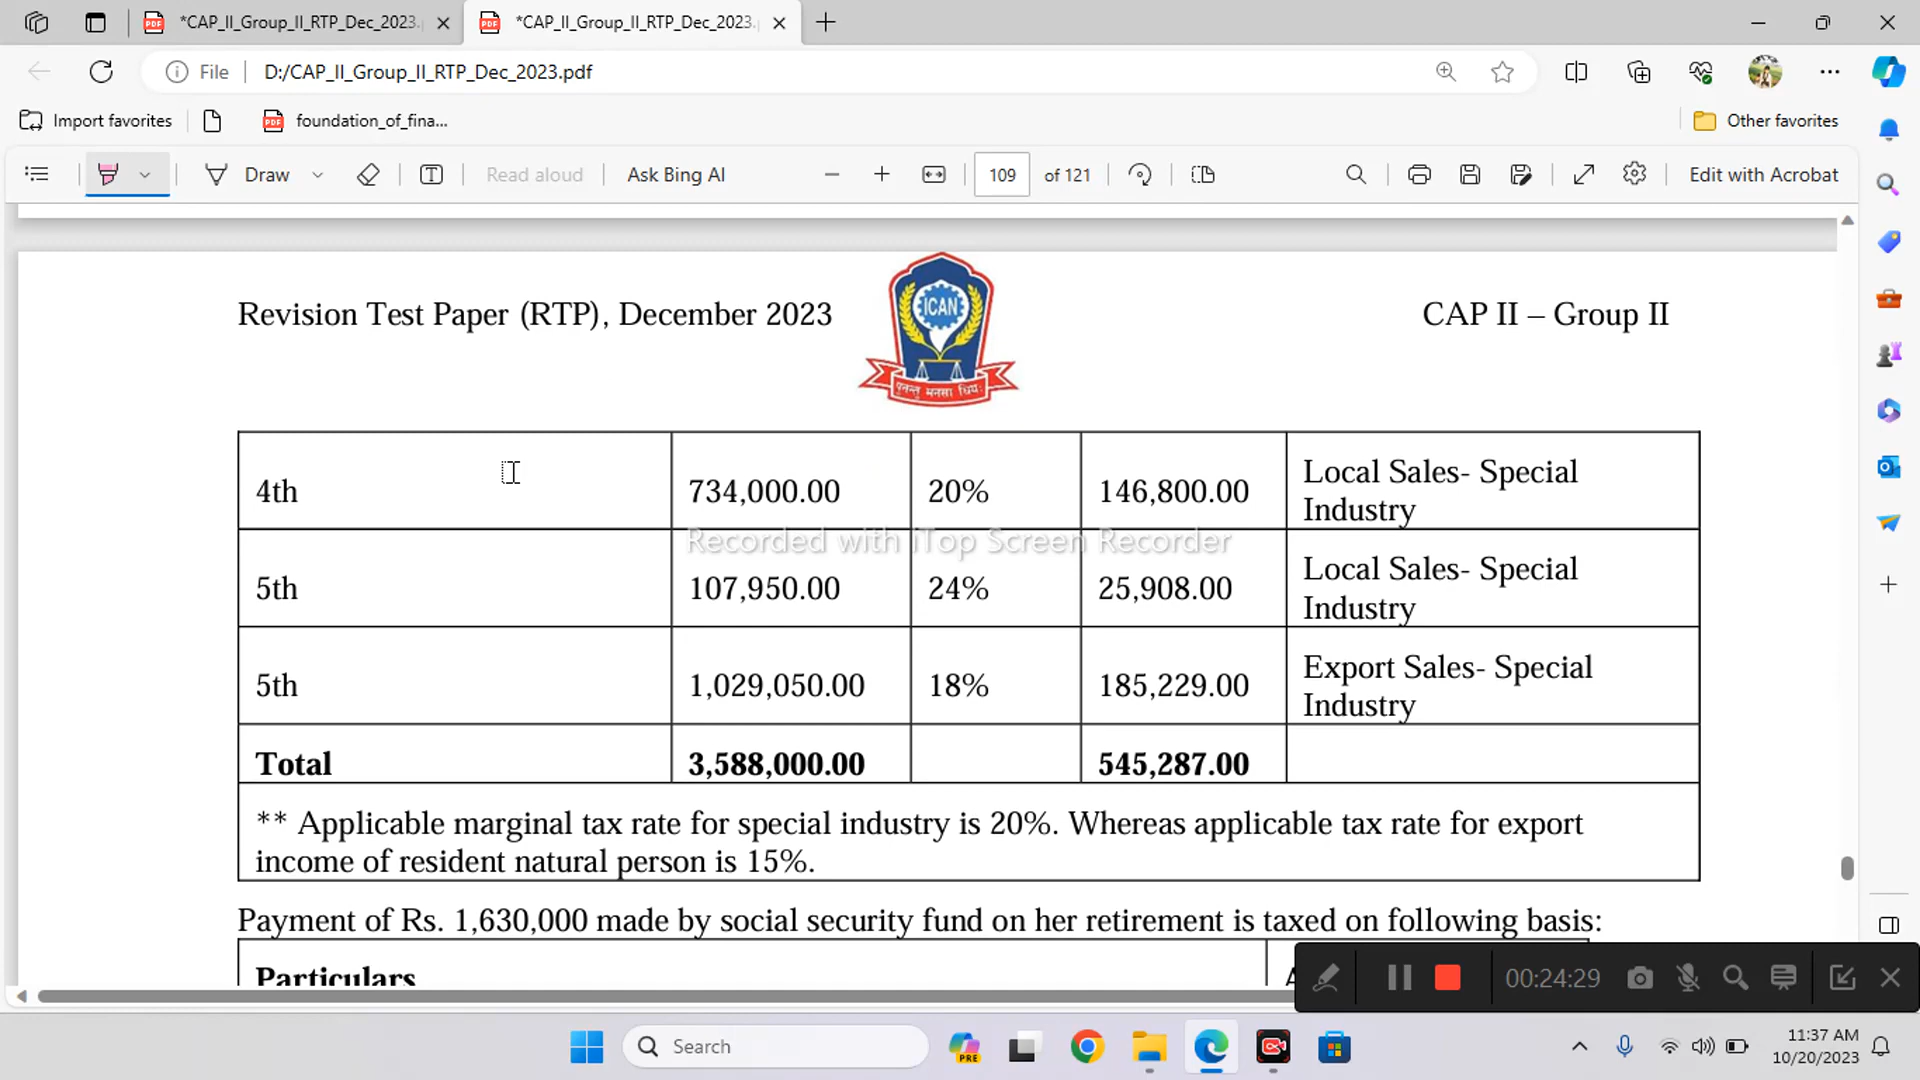 *CAP_II_Group_II_RTP_Dec_2023.
*CAP_II_Group_II_RTP_Dec_2023.
File
D:/CAP_II_Group_II_RTP_Dec_2023.pdf
Import favorites
foundation_of_fina...
Other favorites
Draw
Read aloud
Ask Bing AI
109 of 121
Edit with Acrobat
Revision Test Paper (RTP), December 2023
ICAN
पुनन्तु मनसा धियः
CAP II – Group II
4th 734,000.00 20% 146,800.00 Local Sales- Special
Industry
Recorded with iTop Screen Recorder
5th 107,950.00 24% 25,908.00 Local Sales- Special
Industry
5th 1,029,050.00 18% 185,229.00 Export Sales- Special
Industry
Total 3,588,000.00 545,287.00
** Applicable marginal tax rate for special industry is 20%. Whereas applicable tax rate for export
income of resident natural person is 15%.
Payment of Rs. 1,630,000 made by social security fund on her retirement is taxed on following basis:
Particulars
00:24:29
Search
PRE
11:37 AM
10/20/2023